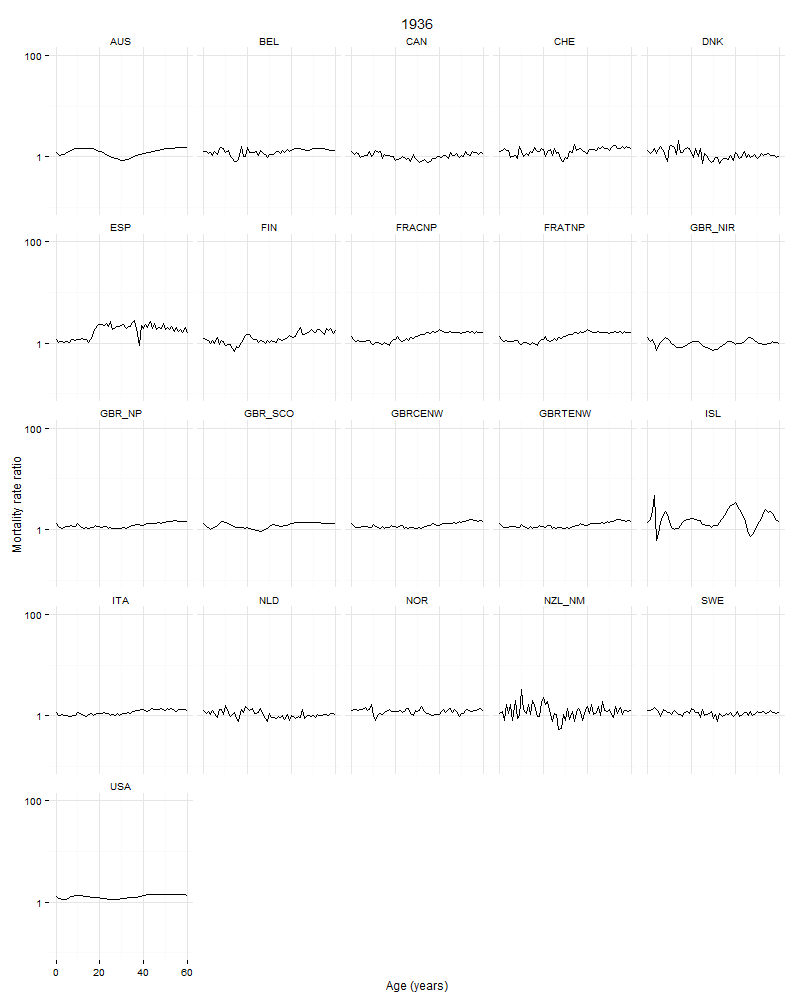 1936
AUS BEL CAN CHE DNK
100
1
ESP FIN FRACNP FRATNP GBR_NIR
100
1
GBR_NP GBR_SCO GBRCENW GBRTENW ISL
100
1
Mortality rate ratio
ITA NLD NOR NZL_NM SWE
100
1
USA
100
1
0 20 40 60
Age (years)